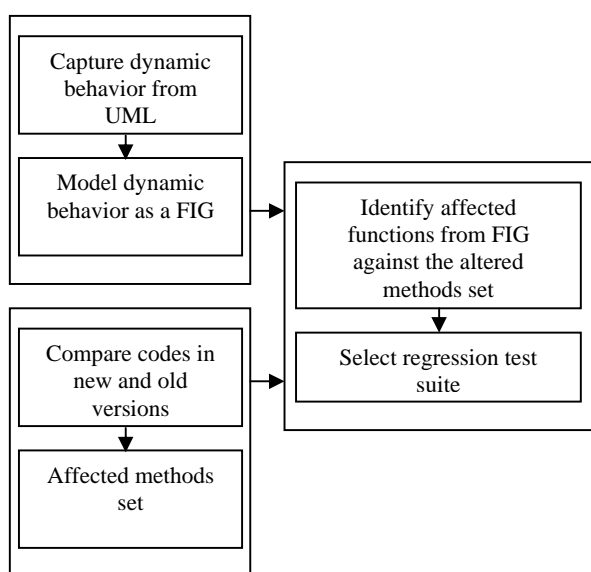 Capture dynamic
behavior from
UML
Model dynamic
behavior as a FIG
Identify affected
functions from FIG
against the altered
methods set
Select regression test
suite
Compare codes in
new and old
versions
Affected methods
set